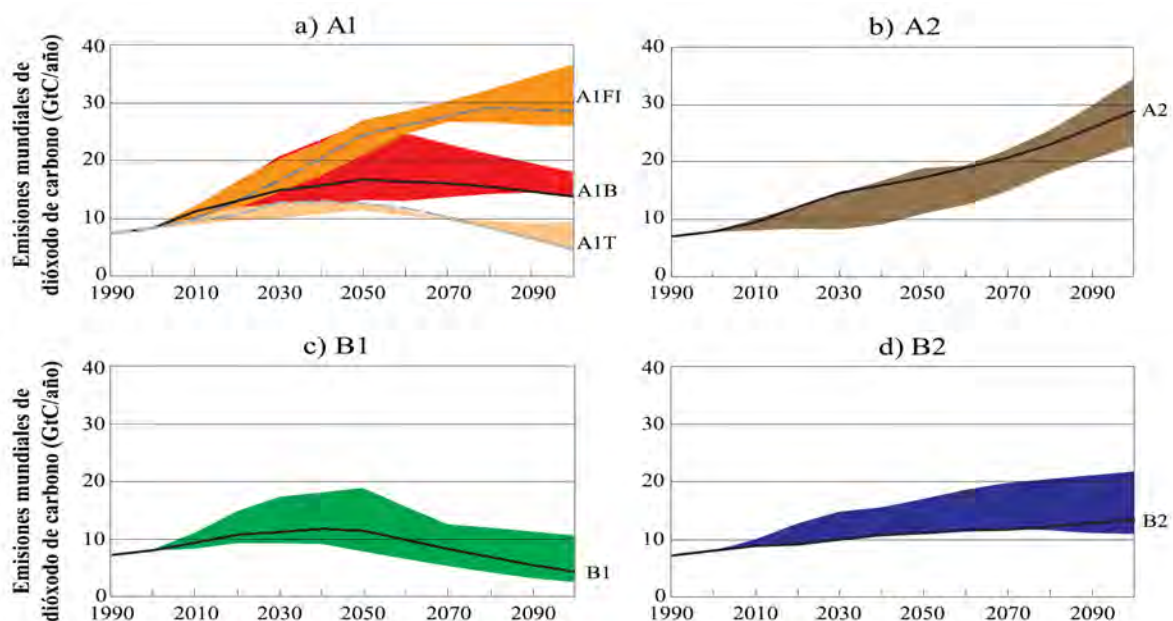 a) A1
Emisiones mundiales de
dióxodo de carbono (GtC/año)
40
30
20
10
0
1990 2010 2030 2050 2070 2090
A1FI
A1B
A1T
b) A2
40
30
20
10
0
1990 2010 2030 2050 2070 2090
A2
c) B1
Emisiones mundiales de
dióxodo de carbono (GtC/año)
40
30
20
10
0
1990 2010 2030 2050 2070 2090
B1
d) B2
40
30
20
10
0
1990 2010 2030 2050 2070 2090
B2